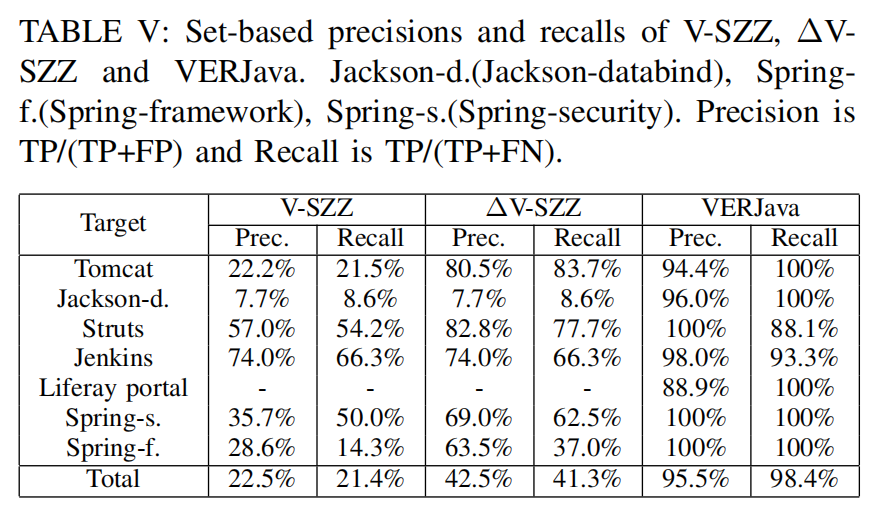 TABLE V: Set-based precisions and recalls of V-SZZ, ΔV-
SZZ and VERJava. Jackson-d.(Jackson-databind), Spring-
f.(Spring-framework), Spring-s.(Spring-security). Precision is
TP/(TP+FP) and Recall is TP/(TP+FN).
Target V-SZZ ΔV-SZZ VERJava
Prec. Recall Prec. Recall Prec. Recall
Tomcat 22.2% 21.5% 80.5% 83.7% 94.4% 100%
Jackson-d. 7.7% 8.6% 7.7% 8.6% 96.0% 100%
Struts 57.0% 54.2% 82.8% 77.7% 100% 88.1%
Jenkins 74.0% 66.3% 74.0% 66.3% 98.0% 93.3%
Liferay portal - - - - 88.9% 100%
Spring-s. 35.7% 50.0% 69.0% 62.5% 100% 100%
Spring-f. 28.6% 14.3% 63.5% 37.0% 100% 100%
Total 22.5% 21.4% 42.5% 41.3% 95.5% 98.4%